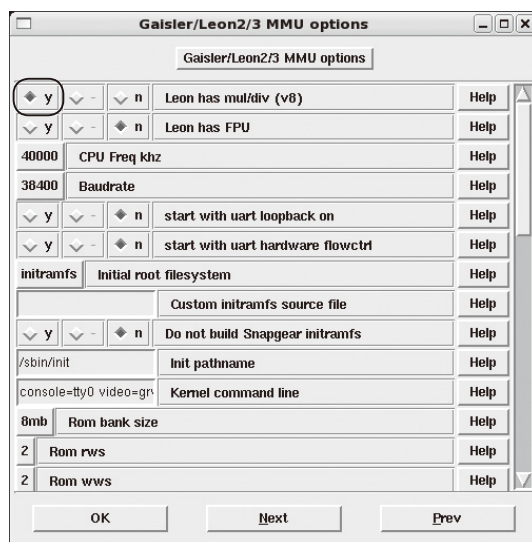 Gaisler/Leon2/3 MMU options
Gaisler/Leon2/3 MMU options
y - n Leon has mul/div (v8) Help
y - n Leon has FPU Help
40000 CPU Freq khz Help
38400 Baudrate Help
y - n start with uart loopback on Help
y - n start with uart hardware flowctrl Help
initramfs Initial root filesystem Help
Custom initramfs source file Help
y - n Do not build Snapgear initramfs Help
/sbin/init Init pathname Help
console=tty0 video=grv Kernel command line Help
8mb Rom bank size Help
2 Rom rws Help
2 Rom wws Help
OK Next Prev